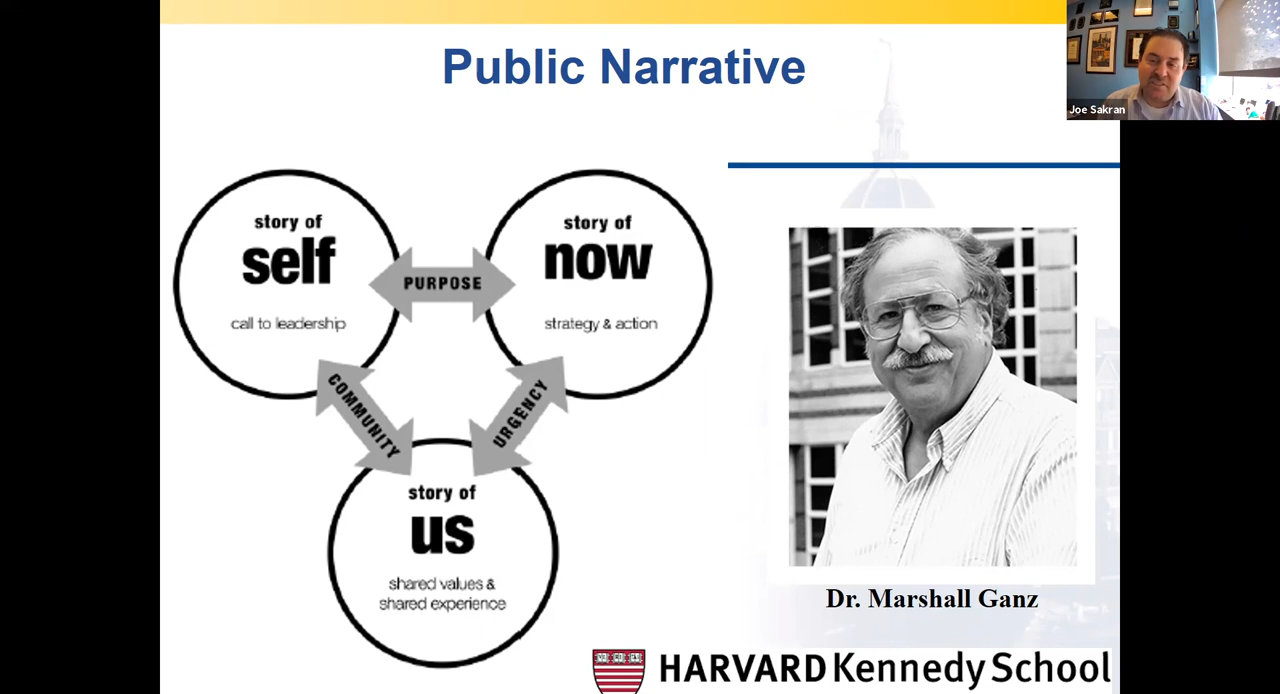 Public Narrative
Joe Sakran
story of
self
call to leadership
PURPOSE
story of
now
strategy & action
COMMUNITY
URGENCY
story of
us
shared values &
shared experience
Dr. Marshall Ganz
HARVARD Kennedy School